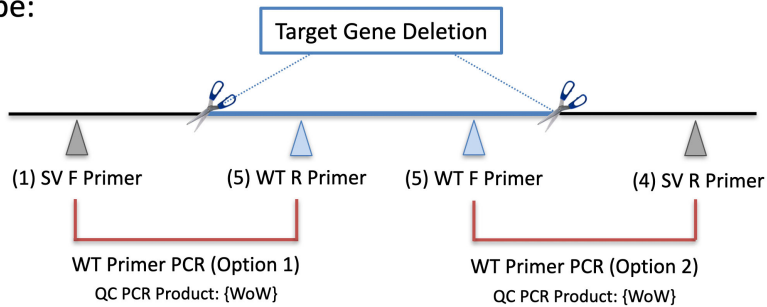 Target Gene Deletion
(1) SV F Primer
(5) WT R Primer
(5) WT F Primer
(4) SV R Primer
WT Primer PCR (Option 1)
QC PCR Product: {WoW}
WT Primer PCR (Option 2)
QC PCR Product: {WoW}